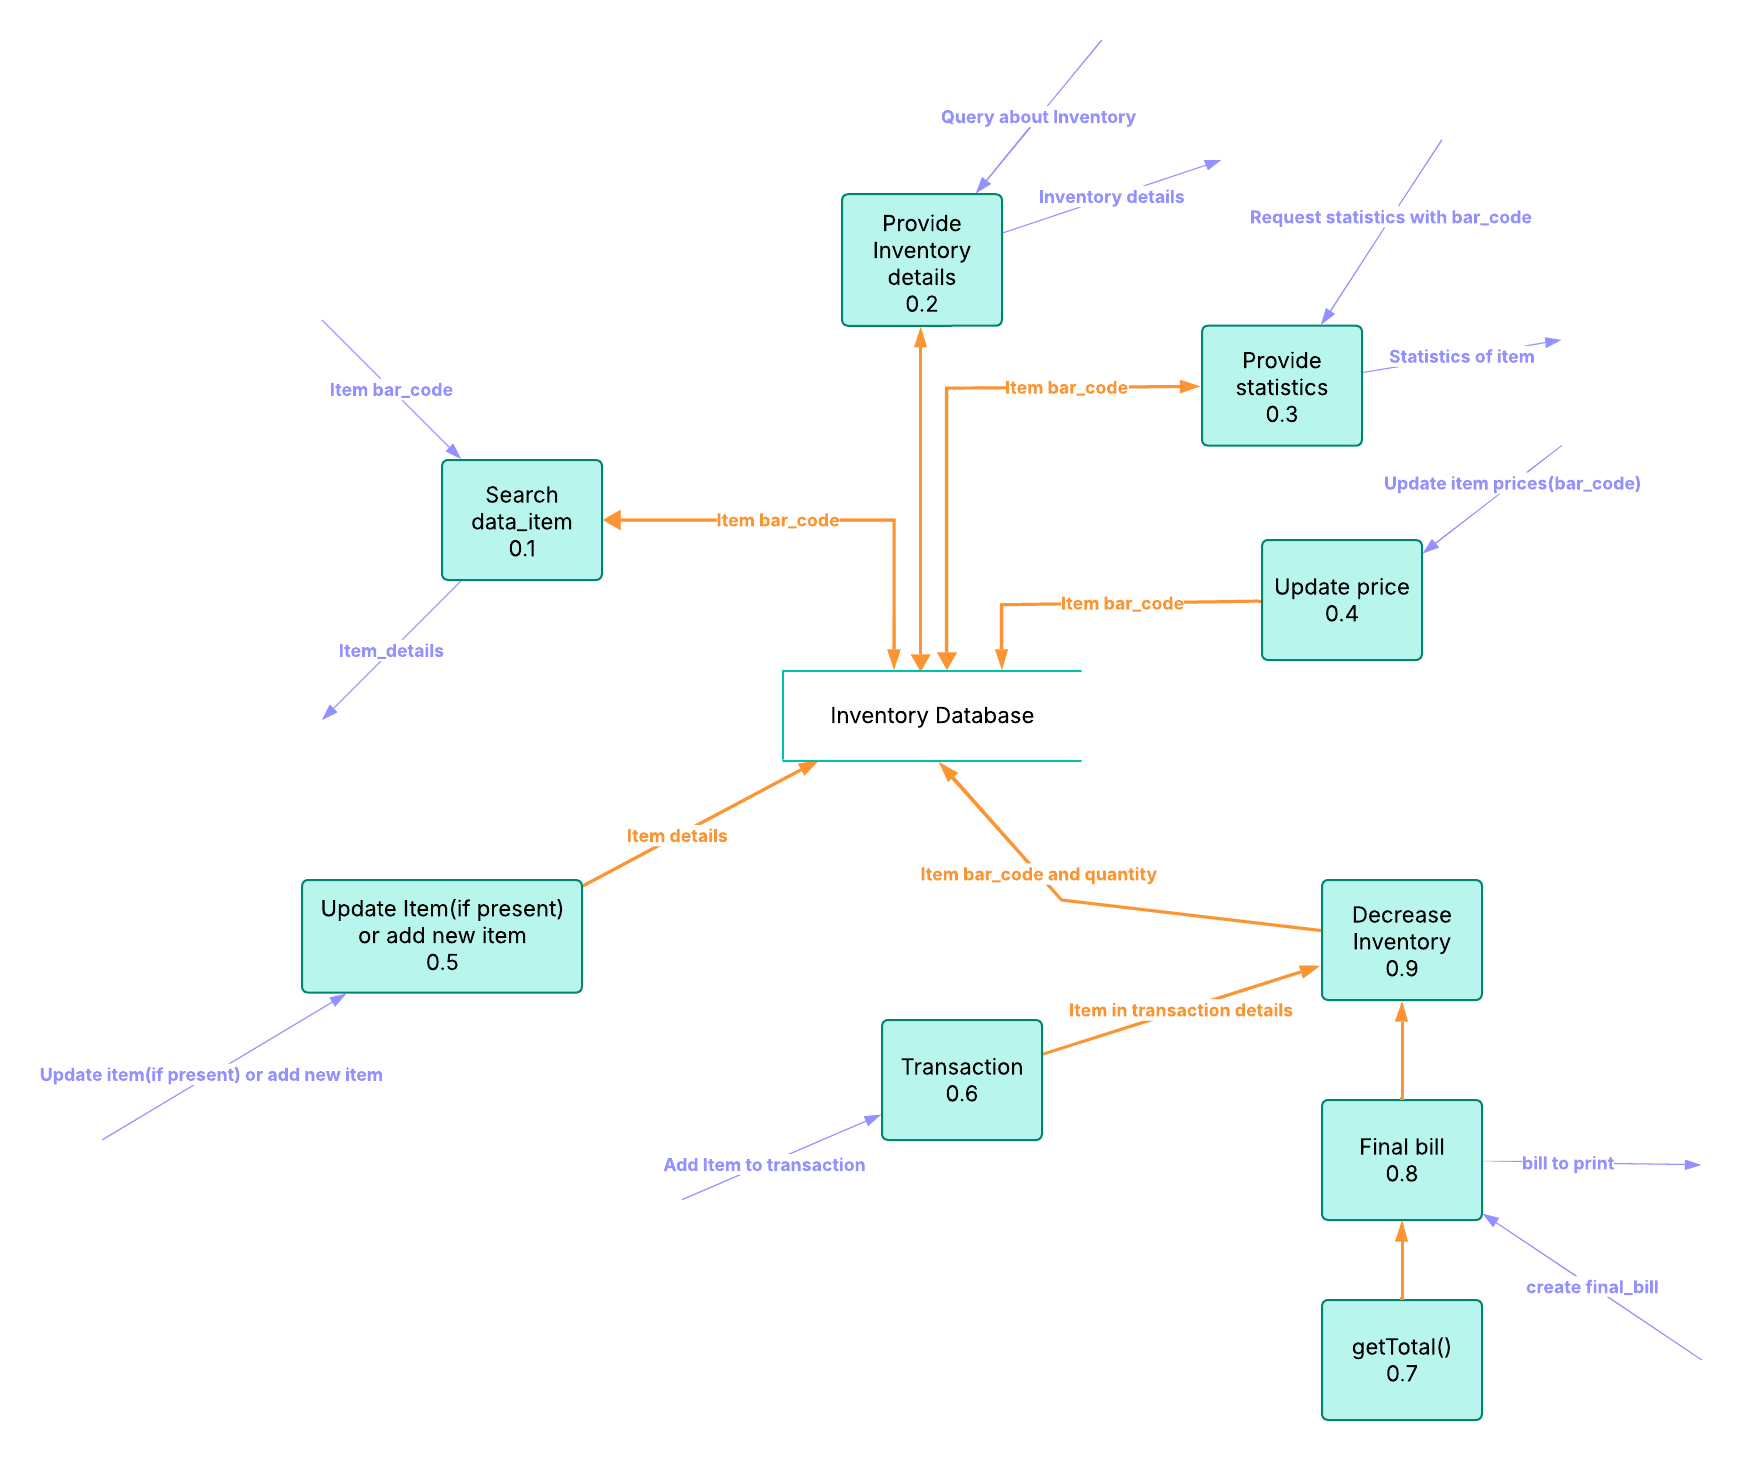 Query about Inventory
Inventory details
Provide
Inventory
details
0.2
Request statistics with bar_code
Provide
statistics
0.3
Statistics of item
Item bar_code
Item bar_code
Update item prices(bar_code)
Search
data_item
0.1
Item bar_code
Update price
0.4
Item bar_code
Item_details
Inventory Database
Item details
Item bar_code and quantity
Update Item(if present)
or add new item
0.5
Decrease
Inventory
0.9
Item in transaction details
Transaction
0.6
Update item(if present) or add new item
Add Item to transaction
Final bill
0.8
bill to print
create final_bill
getTotal()
0.7